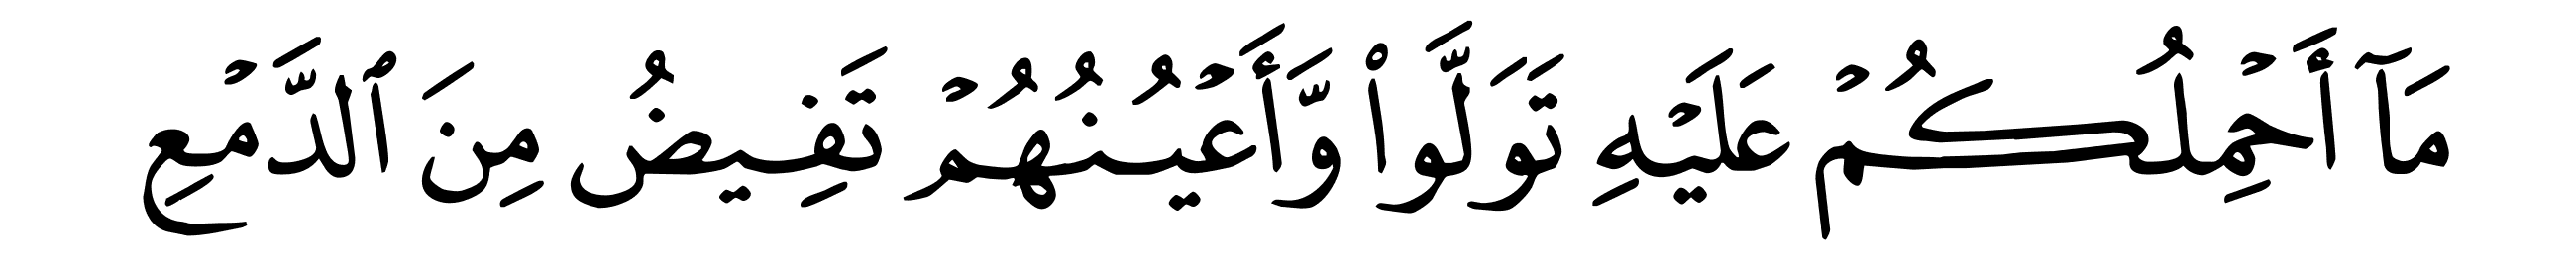 مَآ أَحْمِلُكُمْ عَلَيْهِ تَوَلَّوا۟ وَّأَعْيُنُهُمْ تَفِيضُ مِنَ ٱلدَّمْعِ